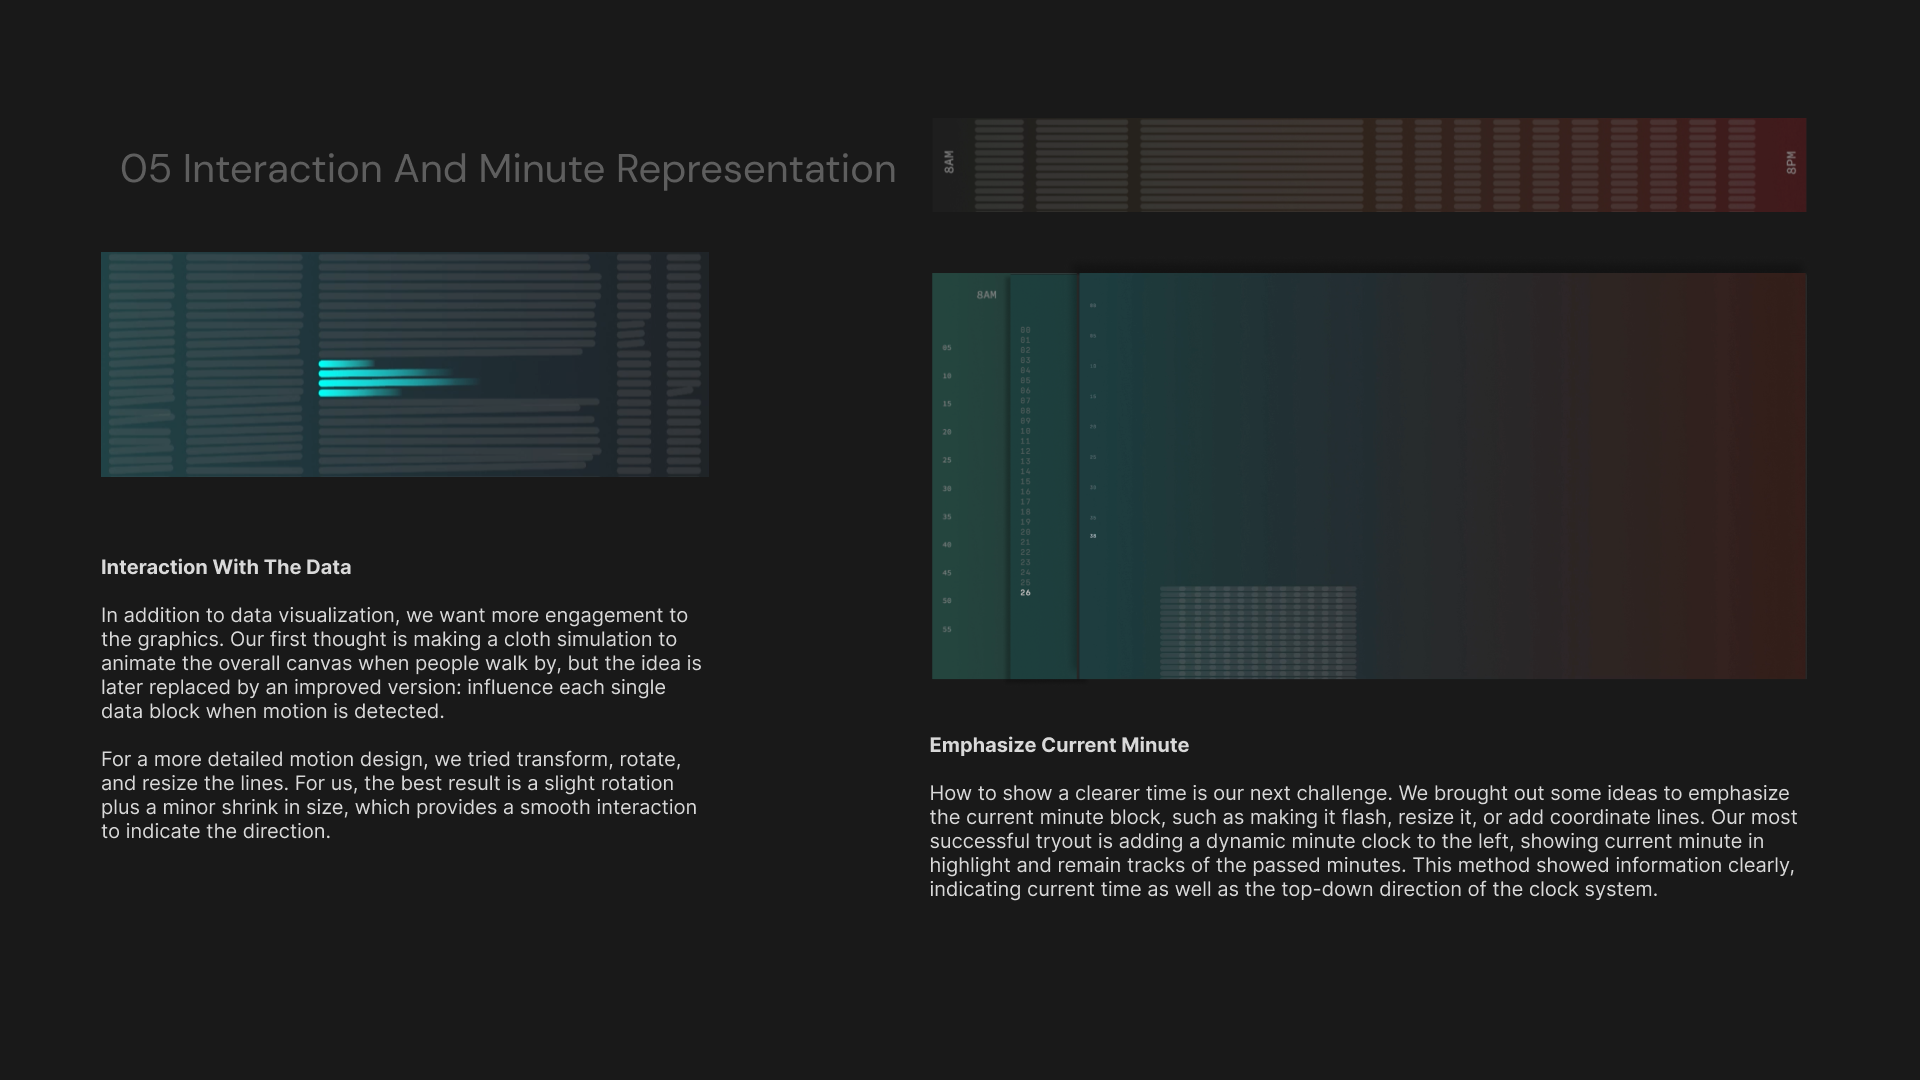 05 Interaction And Minute Representation
8AM
8PM
Interaction With The Data
In addition to data visualization, we want more engagement to
the graphics. Our first thought is making a cloth simulation to
animate the overall canvas when people walk by, but the idea is
later replaced by an improved version: influence each single
data block when motion is detected.
For a more detailed motion design, we tried transform, rotate,
and resize the lines. For us, the best result is a slight rotation
plus a minor shrink in size, which provides a smooth interaction
to indicate the direction.
8AM
05
10
15
20
25
30
35
40
45
50
55
00
01
02
03
04
05
06
07
08
09
10
11
12
13
14
15
16
17
18
19
20
21
22
23
24
25
26
Emphasize Current Minute
How to show a clearer time is our next challenge. We brought out some ideas to emphasize
the current minute block, such as making it flash, resize it, or add coordinate lines. Our most
successful tryout is adding a dynamic minute clock to the left, showing current minute in
highlight and remain tracks of the passed minutes. This method showed information clearly,
indicating current time as well as the top-down direction of the clock system.